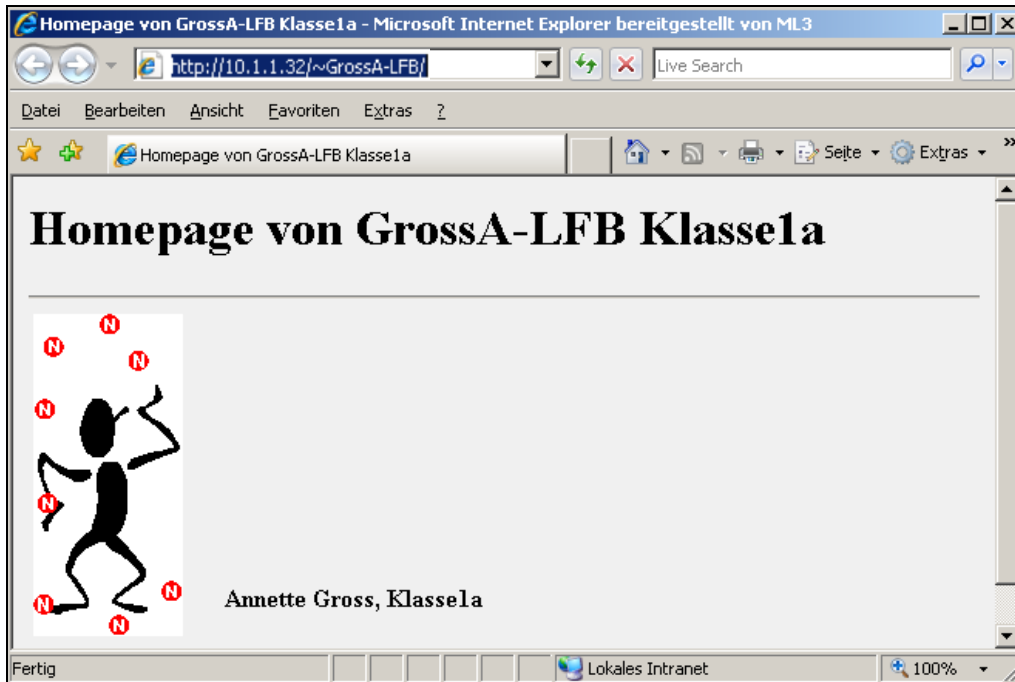 Homepage von GrossA-LFB Klasse1a - Microsoft Internet Explorer bereitgestellt von ML3
http://10.1.1.32/~GrossA-LFB/
Live Search
Datei Bearbeiten Ansicht Favoriten Extras ?
Homepage von GrossA-LFB Klasse1a
Seite
Extras
»
Homepage von GrossA-LFB Klasse1a
N
N
N
N
N
N
N
N
Annette Gross, Klasse1a
Fertig
Lokales Intranet
100%